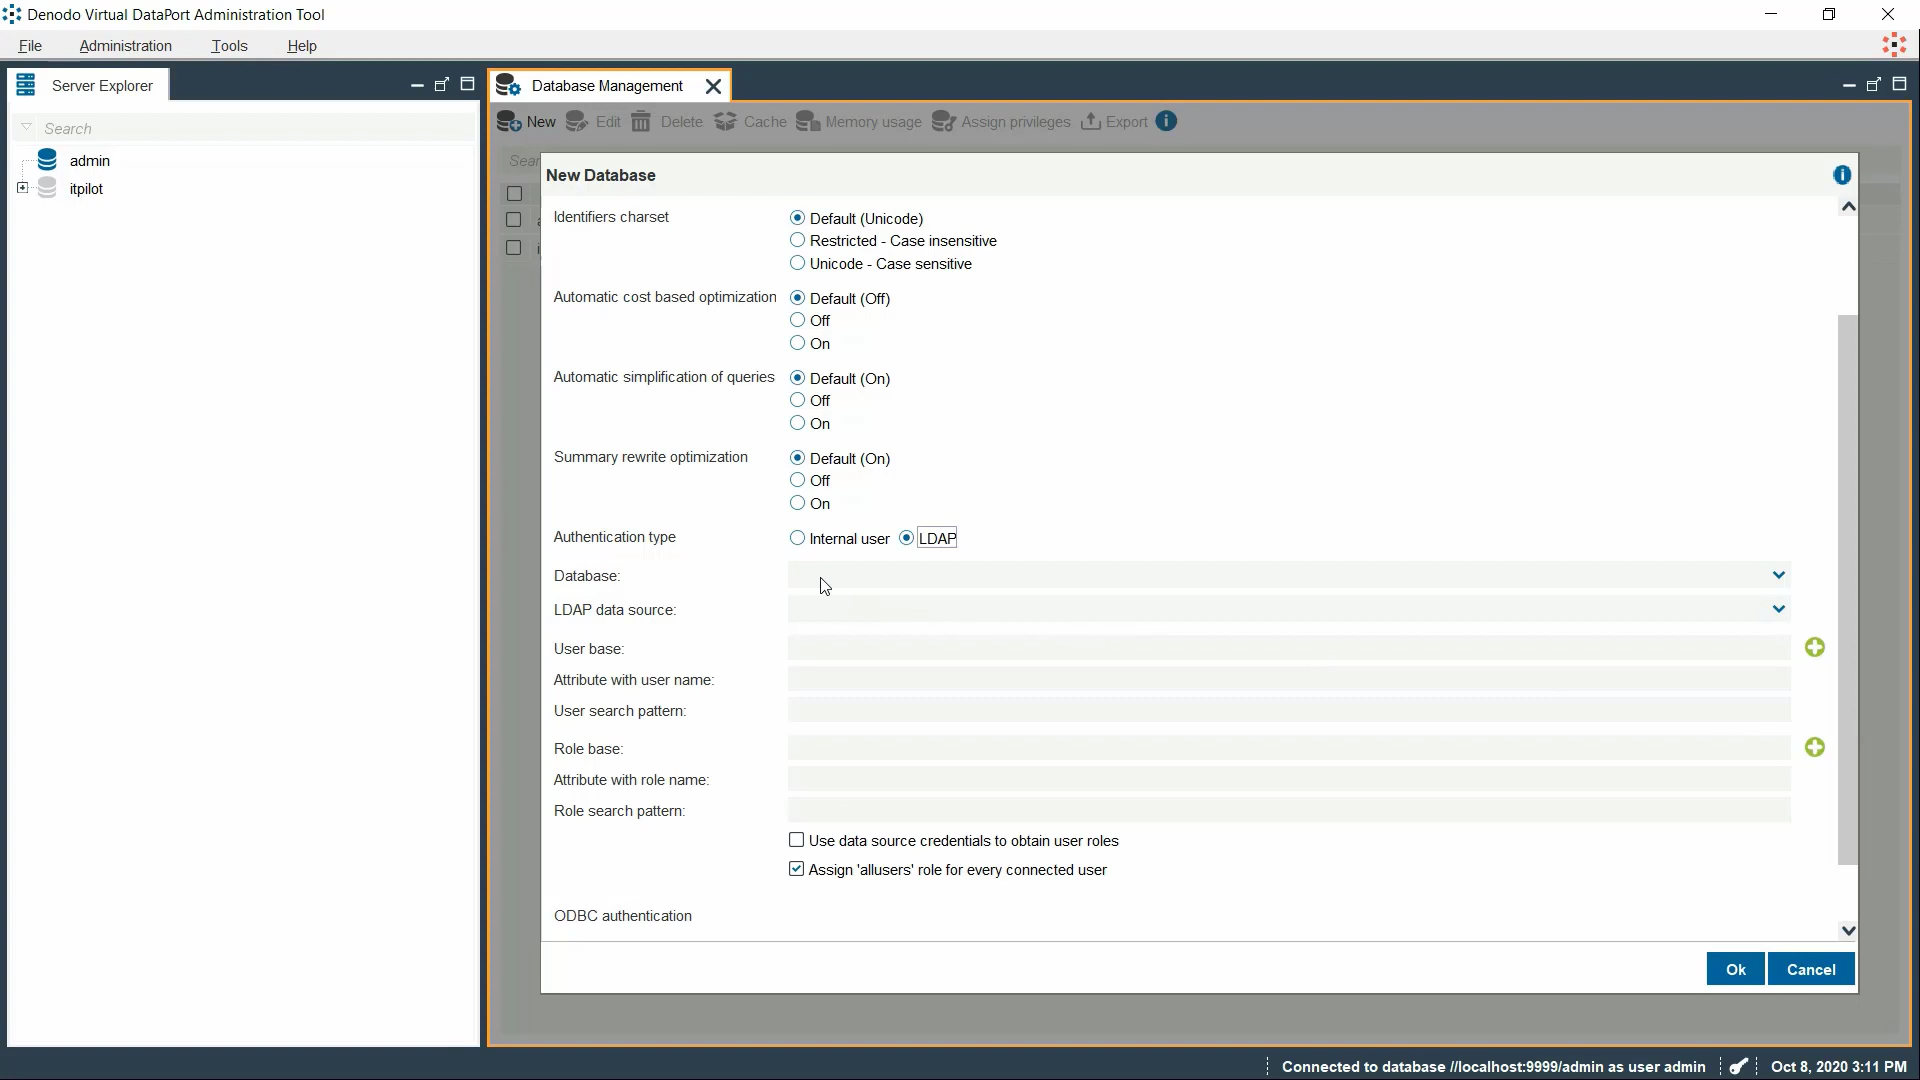 Denodo Virtual DataPort Administration Tool
File Administration Tools Help
Server Explorer
Search
admin
itpilot
Database Management
New Edit Delete Cache Memory usage Assign privileges Export
New Database
Identifiers charset
Default (Unicode)
Restricted - Case insensitive
Unicode - Case sensitive
Automatic cost based optimization
Default (Off)
Off
On
Automatic simplification of queries
Default (On)
Off
On
Summary rewrite optimization
Default (On)
Off
On
Authentication type
Internal user LDAP
Database:
LDAP data source:
User base:
Attribute with user name:
User search pattern:
Role base:
Attribute with role name:
Role search pattern:
Use data source credentials to obtain user roles
Assign 'allusers' role for every connected user
ODBC authentication
Ok Cancel
Connected to database //localhost:9999/admin as user admin Oct 8, 2020 3:11 PM